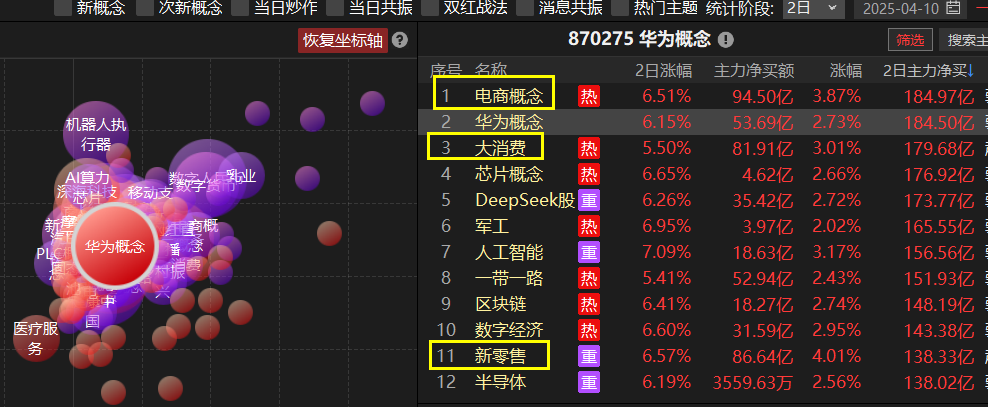 新概念 次新概念 当日炒作 当日共振 双红战法 消息共振 热门主题 统计阶段: 2日 2025-04-10
恢复坐标轴 ?
870275 华为概念 筛选 搜索主
序号 名称 2日涨幅 主力净买额 涨幅 2日主力净买↓
1 电商概念 热 6.51% 94.50亿 3.87% 184.97亿
2 华为概念 6.15% 53.69亿 2.73% 184.50亿
3 大消费 热 5.50% 81.91亿 3.01% 179.68亿
4 芯片概念 热 6.65% 4.62亿 2.66% 176.92亿
5 DeepSeek股 重 6.26% 35.42亿 2.72% 173.77亿
6 军工 热 6.95% 3.97亿 2.02% 165.55亿
7 人工智能 重 7.09% 18.63亿 3.17% 156.56亿
8 一带一路 热 5.41% 52.94亿 2.43% 151.93亿
9 区块链 热 6.41% 18.27亿 2.74% 148.19亿
10 数字经济 热 6.60% 31.59亿 2.95% 143.38亿
11 新零售 重 6.57% 86.64亿 4.01% 138.33亿
12 半导体 重 6.19% 3559.63万 2.56% 138.02亿
机器人执
行器
AI算力
芯片
深海科技
移动支
数字人民币
数字货币
乳业
华为概念
商概
念
消费
PLC
医疗服
务